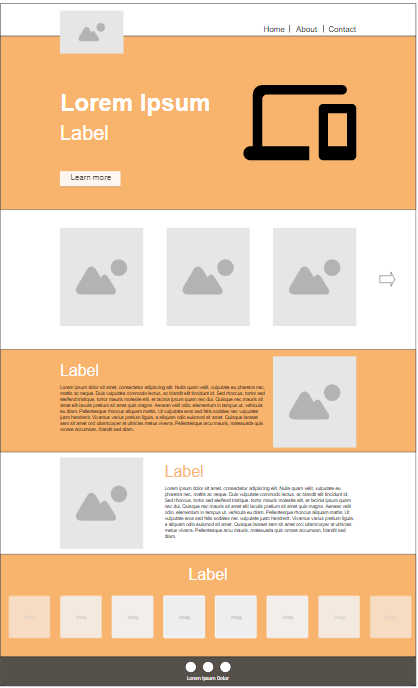 Home | About | Contact
Lorem Ipsum
Label
Learn more
Label
Lorem ipsum dolor sit amet, consectetur adipiscing elit. Nulla quam velit, vulputate eu pharetra nec,
mattis ac neque. Duis vulputate commodo lectus, ac blandit elit tincidunt id. Sed rhoncus, tortor sed
eleifend tristique, tortor mauris molestie elit, et lacinia ipsum quam nec dui. Quisque nec mauris sit
amet elit iaculis pretium sit amet quis magna. Aenean velit odio, elementum in tempus ut, vehicula
eu diam. Pellentesque rhoncus aliquam mattis. Ut vulputate eros sed felis sodales nec vulputate
justo hendrerit. Vivamus varius pretium ligula, a aliquam odio euismod sit amet. Quisque laoreet
sem sit amet orci ullamcorper at ultricies metus viverra. Pellentesque arcu mauris, malesuada quis
ornare accumsan, blandit sed diam.
Label
Lorem ipsum dolor sit amet, consectetur adipiscing elit. Nulla quam velit, vulputate eu
pharetra nec, mattis ac neque. Duis vulputate commodo lectus, ac blandit elit tincidunt id.
Sed rhoncus, tortor sed eleifend tristique, tortor mauris molestie elit, et lacinia ipsum quam
nec dui. Quisque nec mauris sit amet elit iaculis pretium sit amet quis magna. Aenean
velit odio, elementum in tempus ut, vehicula eu diam. Pellentesque rhoncus aliquam mattis. Ut
vulputate eros sed felis sodales nec vulputate justo hendrerit. Vivamus varius pretium ligula,
a aliquam odio euismod sit amet. Quisque laoreet sem sit amet orci ullamcorper at ultricies
metus viverra. Pellentesque arcu mauris, malesuada quis ornare accumsan, blandit sed
diam.
Label
Lorem Ipsum Dolor